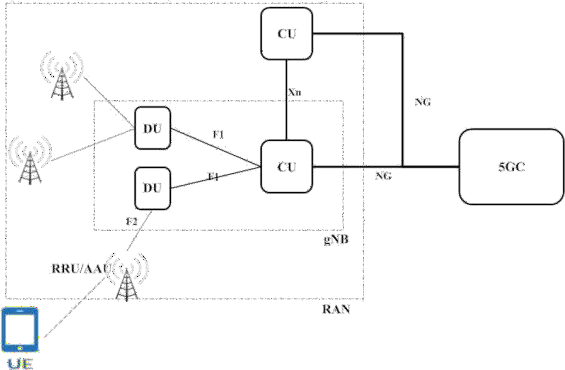 CU
Xn
NG
DU
F1
5GC
CU
NG
DU
F1
F2
gNB
RRU/AAU
RAN
UE